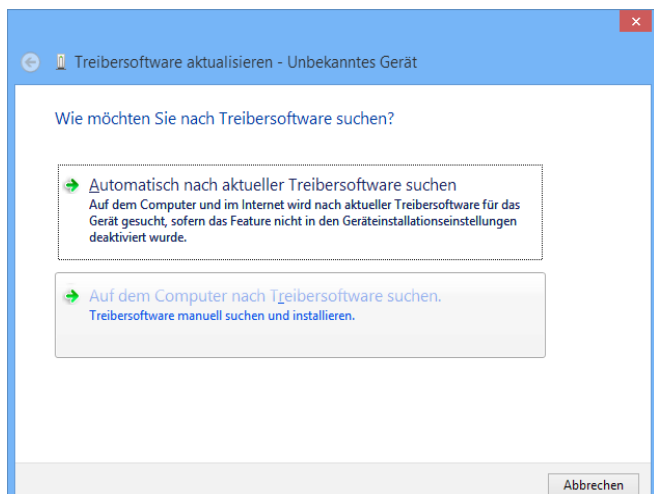 Treibersoftware aktualisieren - Unbekanntes Gerät
Wie möchten Sie nach Treibersoftware suchen?
Automatisch nach aktueller Treibersoftware suchen
Auf dem Computer und im Internet wird nach aktueller Treibersoftware für das
Gerät gesucht, sofern das Feature nicht in den Geräteinstallationseinstellungen
deaktiviert wurde.
Auf dem Computer nach Treibersoftware suchen.
Treibersoftware manuell suchen und installieren.
Abbrechen